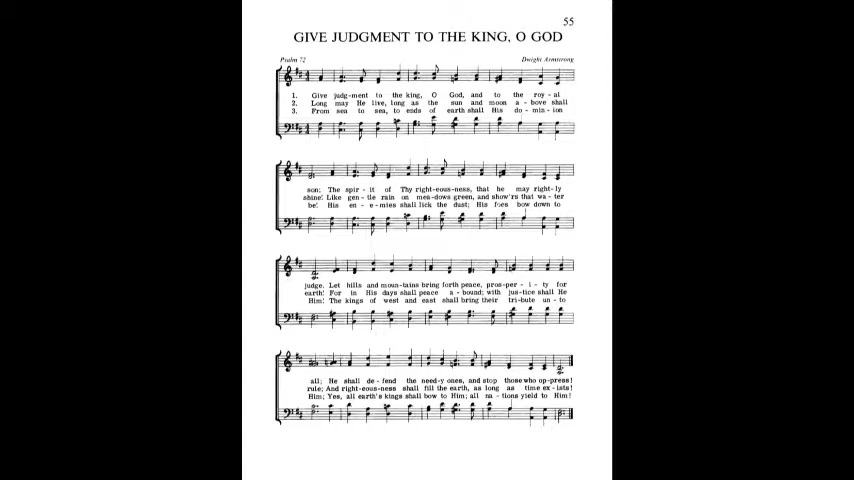 55
GIVE JUDGMENT TO THE KING, O GOD
Psalm 72
Dwight Armstrong
1. Give judg-ment to the king, O God, and to the roy-al
2. Long may He live, long as the sun and moon a-bove shall
3. From sea to sea, to ends of earth shall His do-min-ion
son; The spir-it of Thy right-eous-ness, that he may right-ly
shine! Like gen-tle rain on mea-dows green, and show'rs that wa-ter
be! His en-e-mies shall lick the dust; His foes bow down to
judge. Let hills and moun-tains bring forth peace, pros-per-i-ty for
earth! For in His days shall peace a-bound; with jus-tice shall He
Him! The kings of west and east shall bring their tri-bute un-to
all; He shall de-fend the need-y ones, and stop those who op-press!
rule; And right-eous-ness shall fill the earth, as long as time ex-ists!
Him; Yes, all earth's kings shall bow to Him; all na-tions yield to Him!